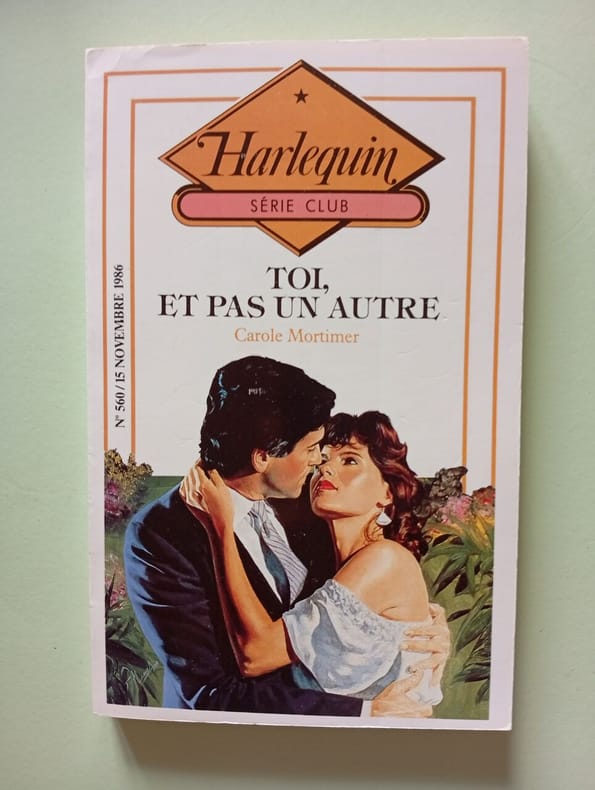 Harlequin
SÉRIE CLUB
TOI,
ET PAS UN AUTRE
Carole Mortimer
N° 560 / 15 NOVEMBRE 1986